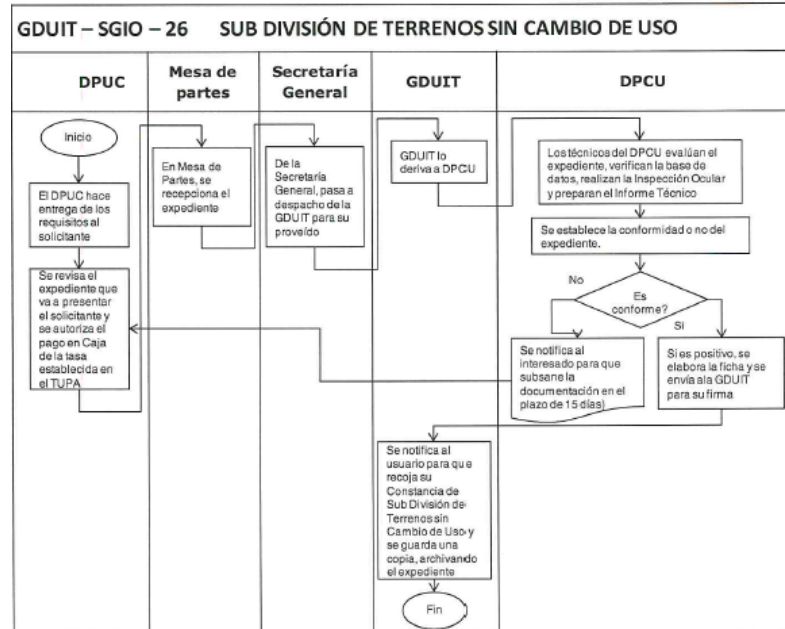 GDUIT – SGIO – 26 SUB DIVISIÓN DE TERRENOS SIN CAMBIO DE USO
DPUC
Mesa de
partes
Secretaría
General
GDUIT
DPCU
Inicio
El DPUC hace
entrega de los
requisitos al
solicitante
Se revisa el
expediente que
va a presentar
el solicitante y
se autoriza el
pago en Caja
de la tasa
establecida en
el TUPA
En Mesa de
Partes, se
recepciona el
expediente
De la
Secretaría
General, pasa a
despacho de la
GDUIT para su
proveído
GDUIT lo
deriva a DPCU
Los técnicos del DPCU evalúan el
expediente, verifican la base de
datos, realizan la Inspección Ocular
y preparan el Informe Técnico
Se establece la conformidad o no del
expediente.
No
Es
conforme?
Si
Se notifica al
interesado para que
subsane la
documentación en el
plazo de 15 días)
Si es positivo, se
elabora la ficha y se
envía a la GDUIT
para su firma
Se notifica al
usuario para que
recoja su
Constancia de
Sub División de
Terrenos sin
Cambio de Uso y
se guarda una
copia, archivando
el expediente
Fin